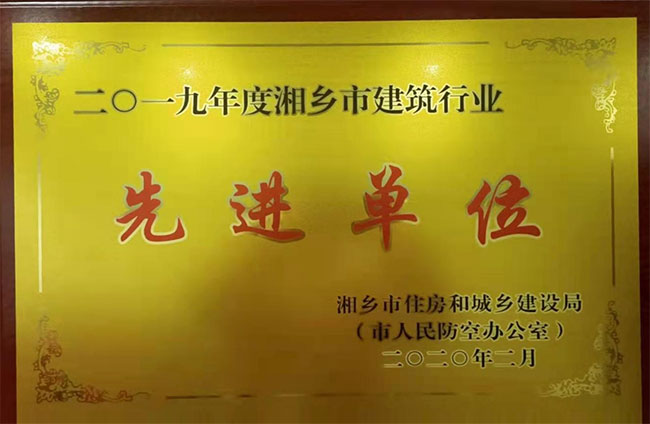 二〇一九年度湘乡市建筑行业
先进单位
湘乡市住房和城乡建设局
（市人民防空办公室）
二〇二〇年二月